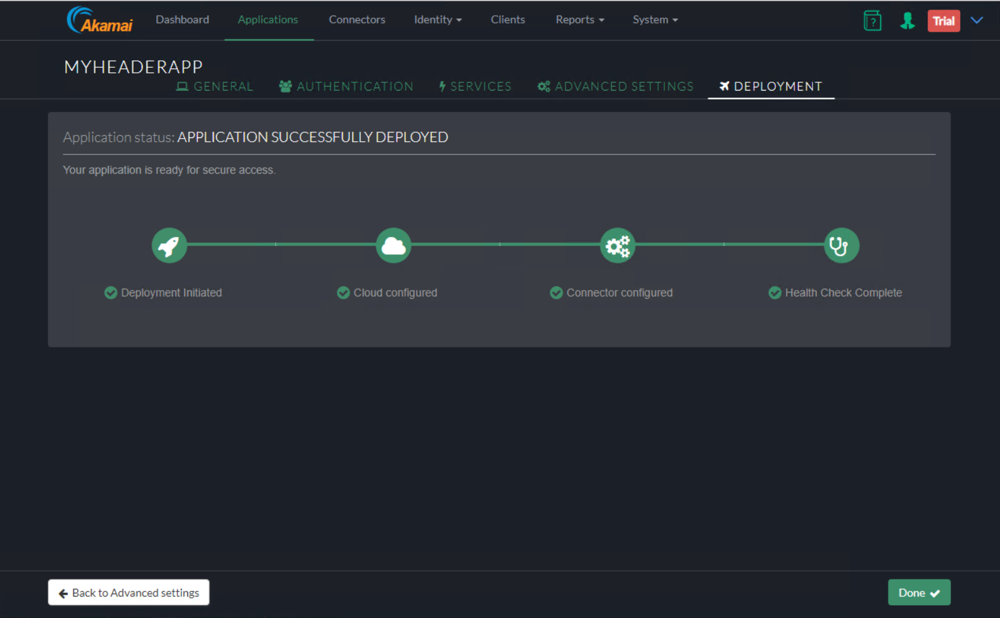 Akamai Dashboard Applications Connectors Identity Clients Reports System ? Trial
MYHEADERAPP
GENERAL AUTHENTICATION SERVICES ADVANCED SETTINGS DEPLOYMENT
Application status: APPLICATION SUCCESSFULLY DEPLOYED
Your application is ready for secure access.
Deployment Initiated Cloud configured Connector configured Health Check Complete
Back to Advanced settings Done